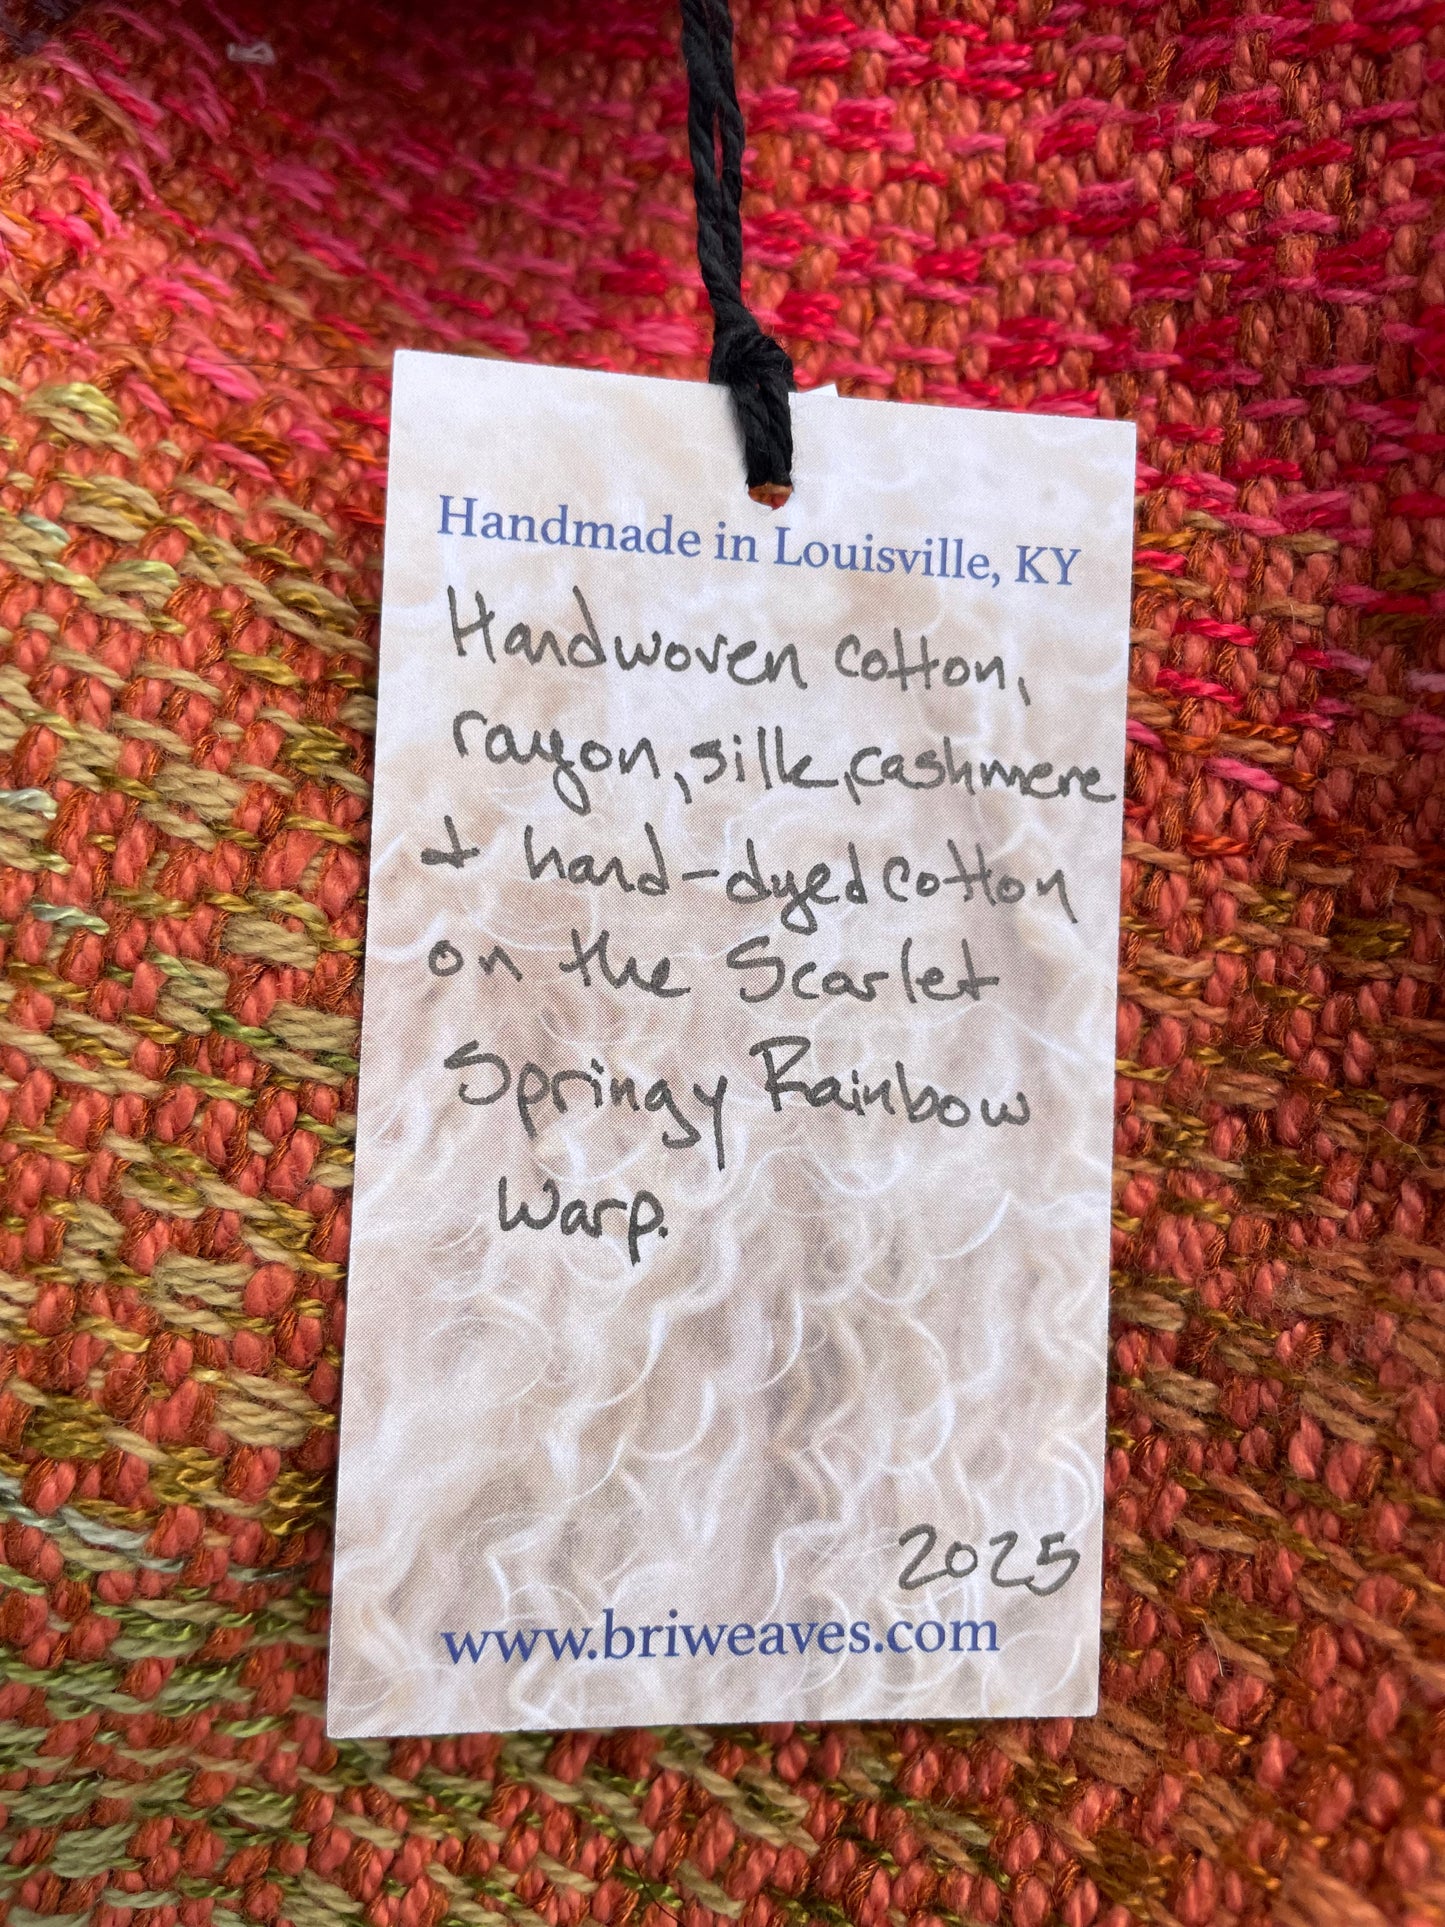 Handmade in Louisville, KY
Handwoven cotton,
rayon, silk, cashmere
& hand-dyed cotton
on the Scarlet
Springy Rainbow
Warp.
2025
www.briweaves.com